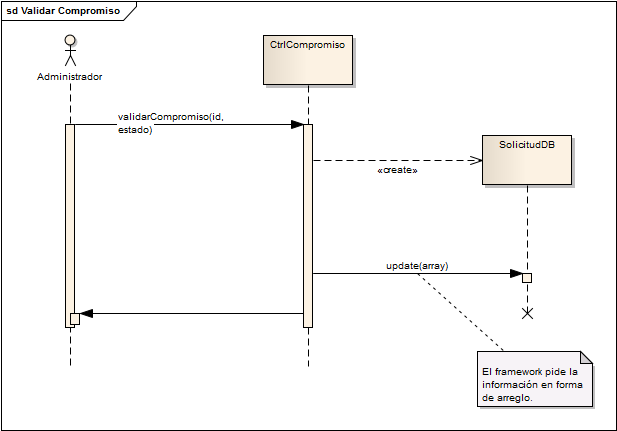 sd Validar Compromiso
CtrlCompromiso
Administrador
validarCompromiso(id,
estado)
SolicitudDB
«create»
update(array)
El framework pide la
información en forma
de arreglo.